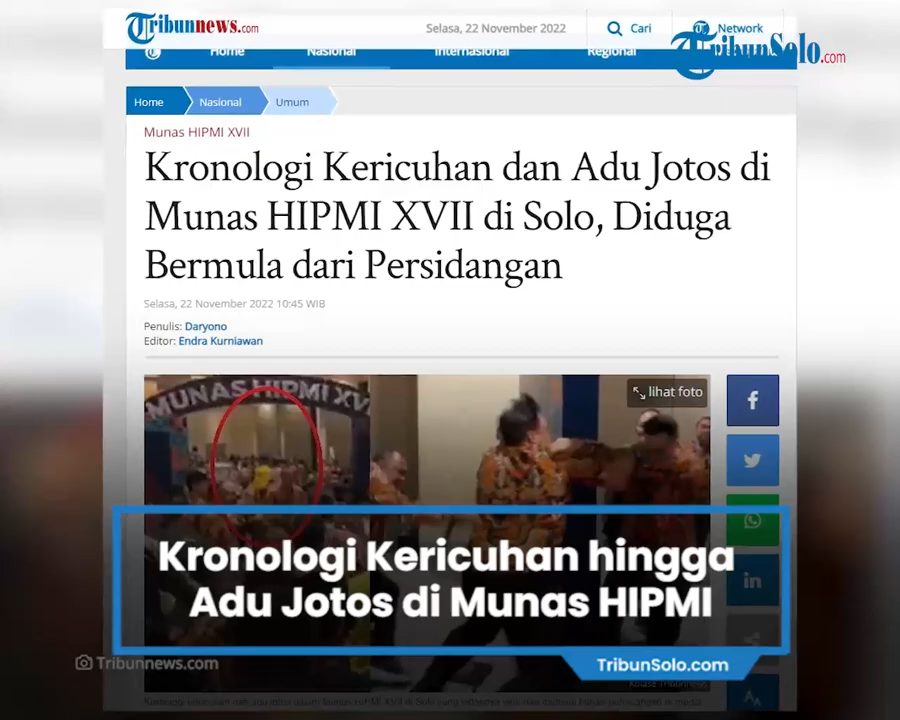 Tribunnews.com
Selasa, 22 November 2022
Cari
Network
TribunSolo.com
Home
Nasional
Internasional
Regional
Home
Nasional
Umum
Munas HIPMI XVII
Kronologi Kericuhan dan Adu Jotos di
Munas HIPMI XVII di Solo, Diduga
Bermula dari Persidangan
Selasa, 22 November 2022 10:45 WIB
Penulis: Daryono
Editor: Endra Kurniawan
MUNAS HIPMI XV
lihat foto
Kronologi Kericuhan hingga
Adu Jotos di Munas HIPMI
Tribunnews.com
TribunSolo.com